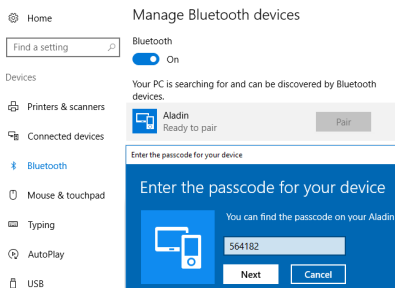 Home
Find a setting
Devices
Printers & scanners
Connected devices
Bluetooth
Mouse & touchpad
Typing
AutoPlay
USB
Manage Bluetooth devices
Bluetooth
On
Your PC is searching for and can be discovered by Bluetooth
devices.
Aladin
Ready to pair
Pair
Enter the passcode for your device
Enter the passcode for your device
You can find the passcode on your Aladin
564182
Next
Cancel